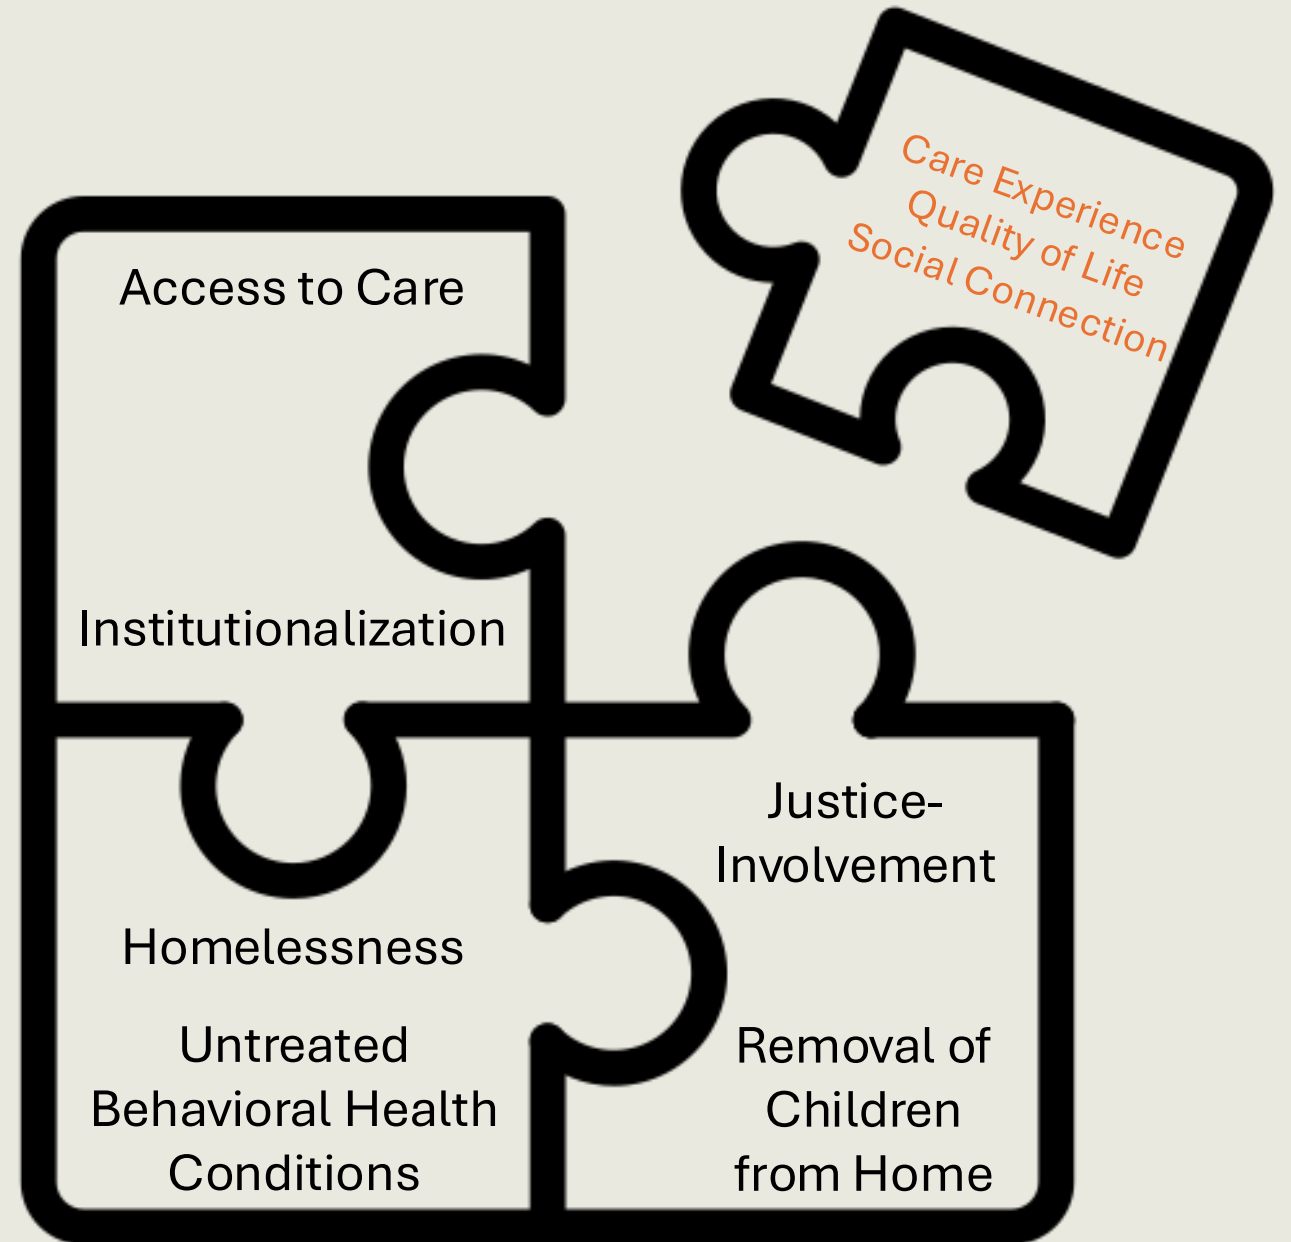 Care Experience
Quality of Life
Social Connection
Access to Care
Institutionalization
Justice-
Involvement
Homelessness
Untreated
Behavioral Health
Conditions
Removal of
Children
from Home